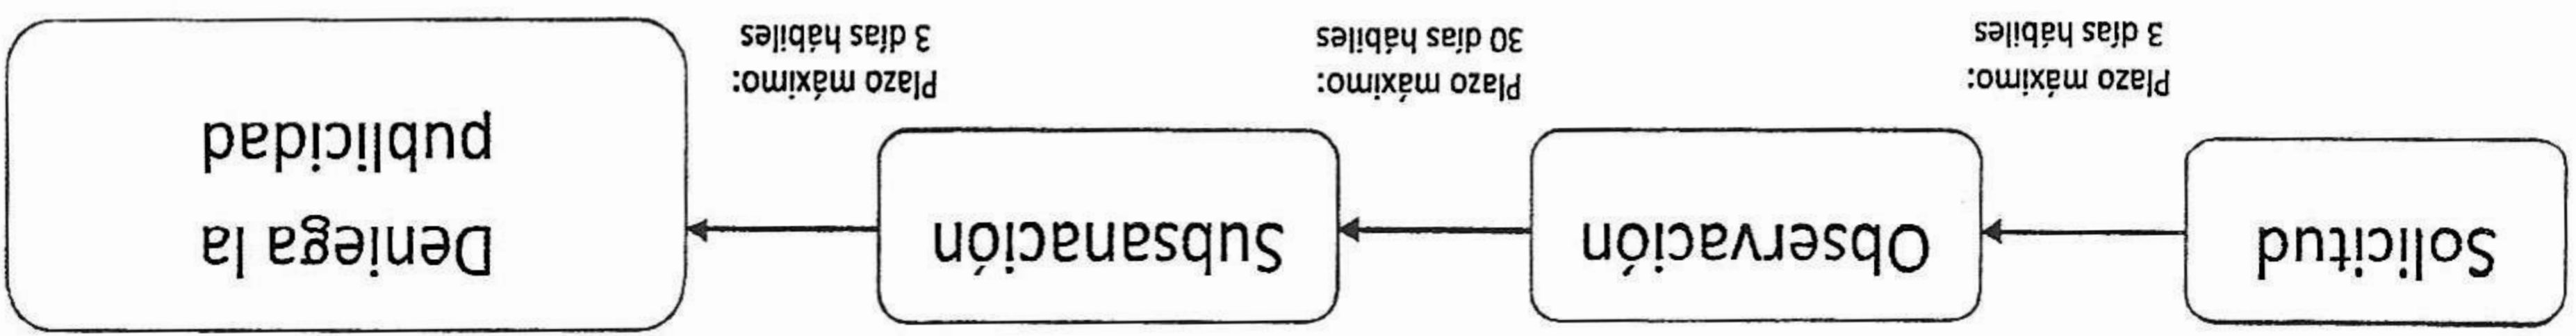 Solicitud
Plazo máximo:
3 días hábiles
Observación
Plazo máximo:
30 días hábiles
Subsanación
Plazo máximo:
3 días hábiles
Deniega la
publicidad